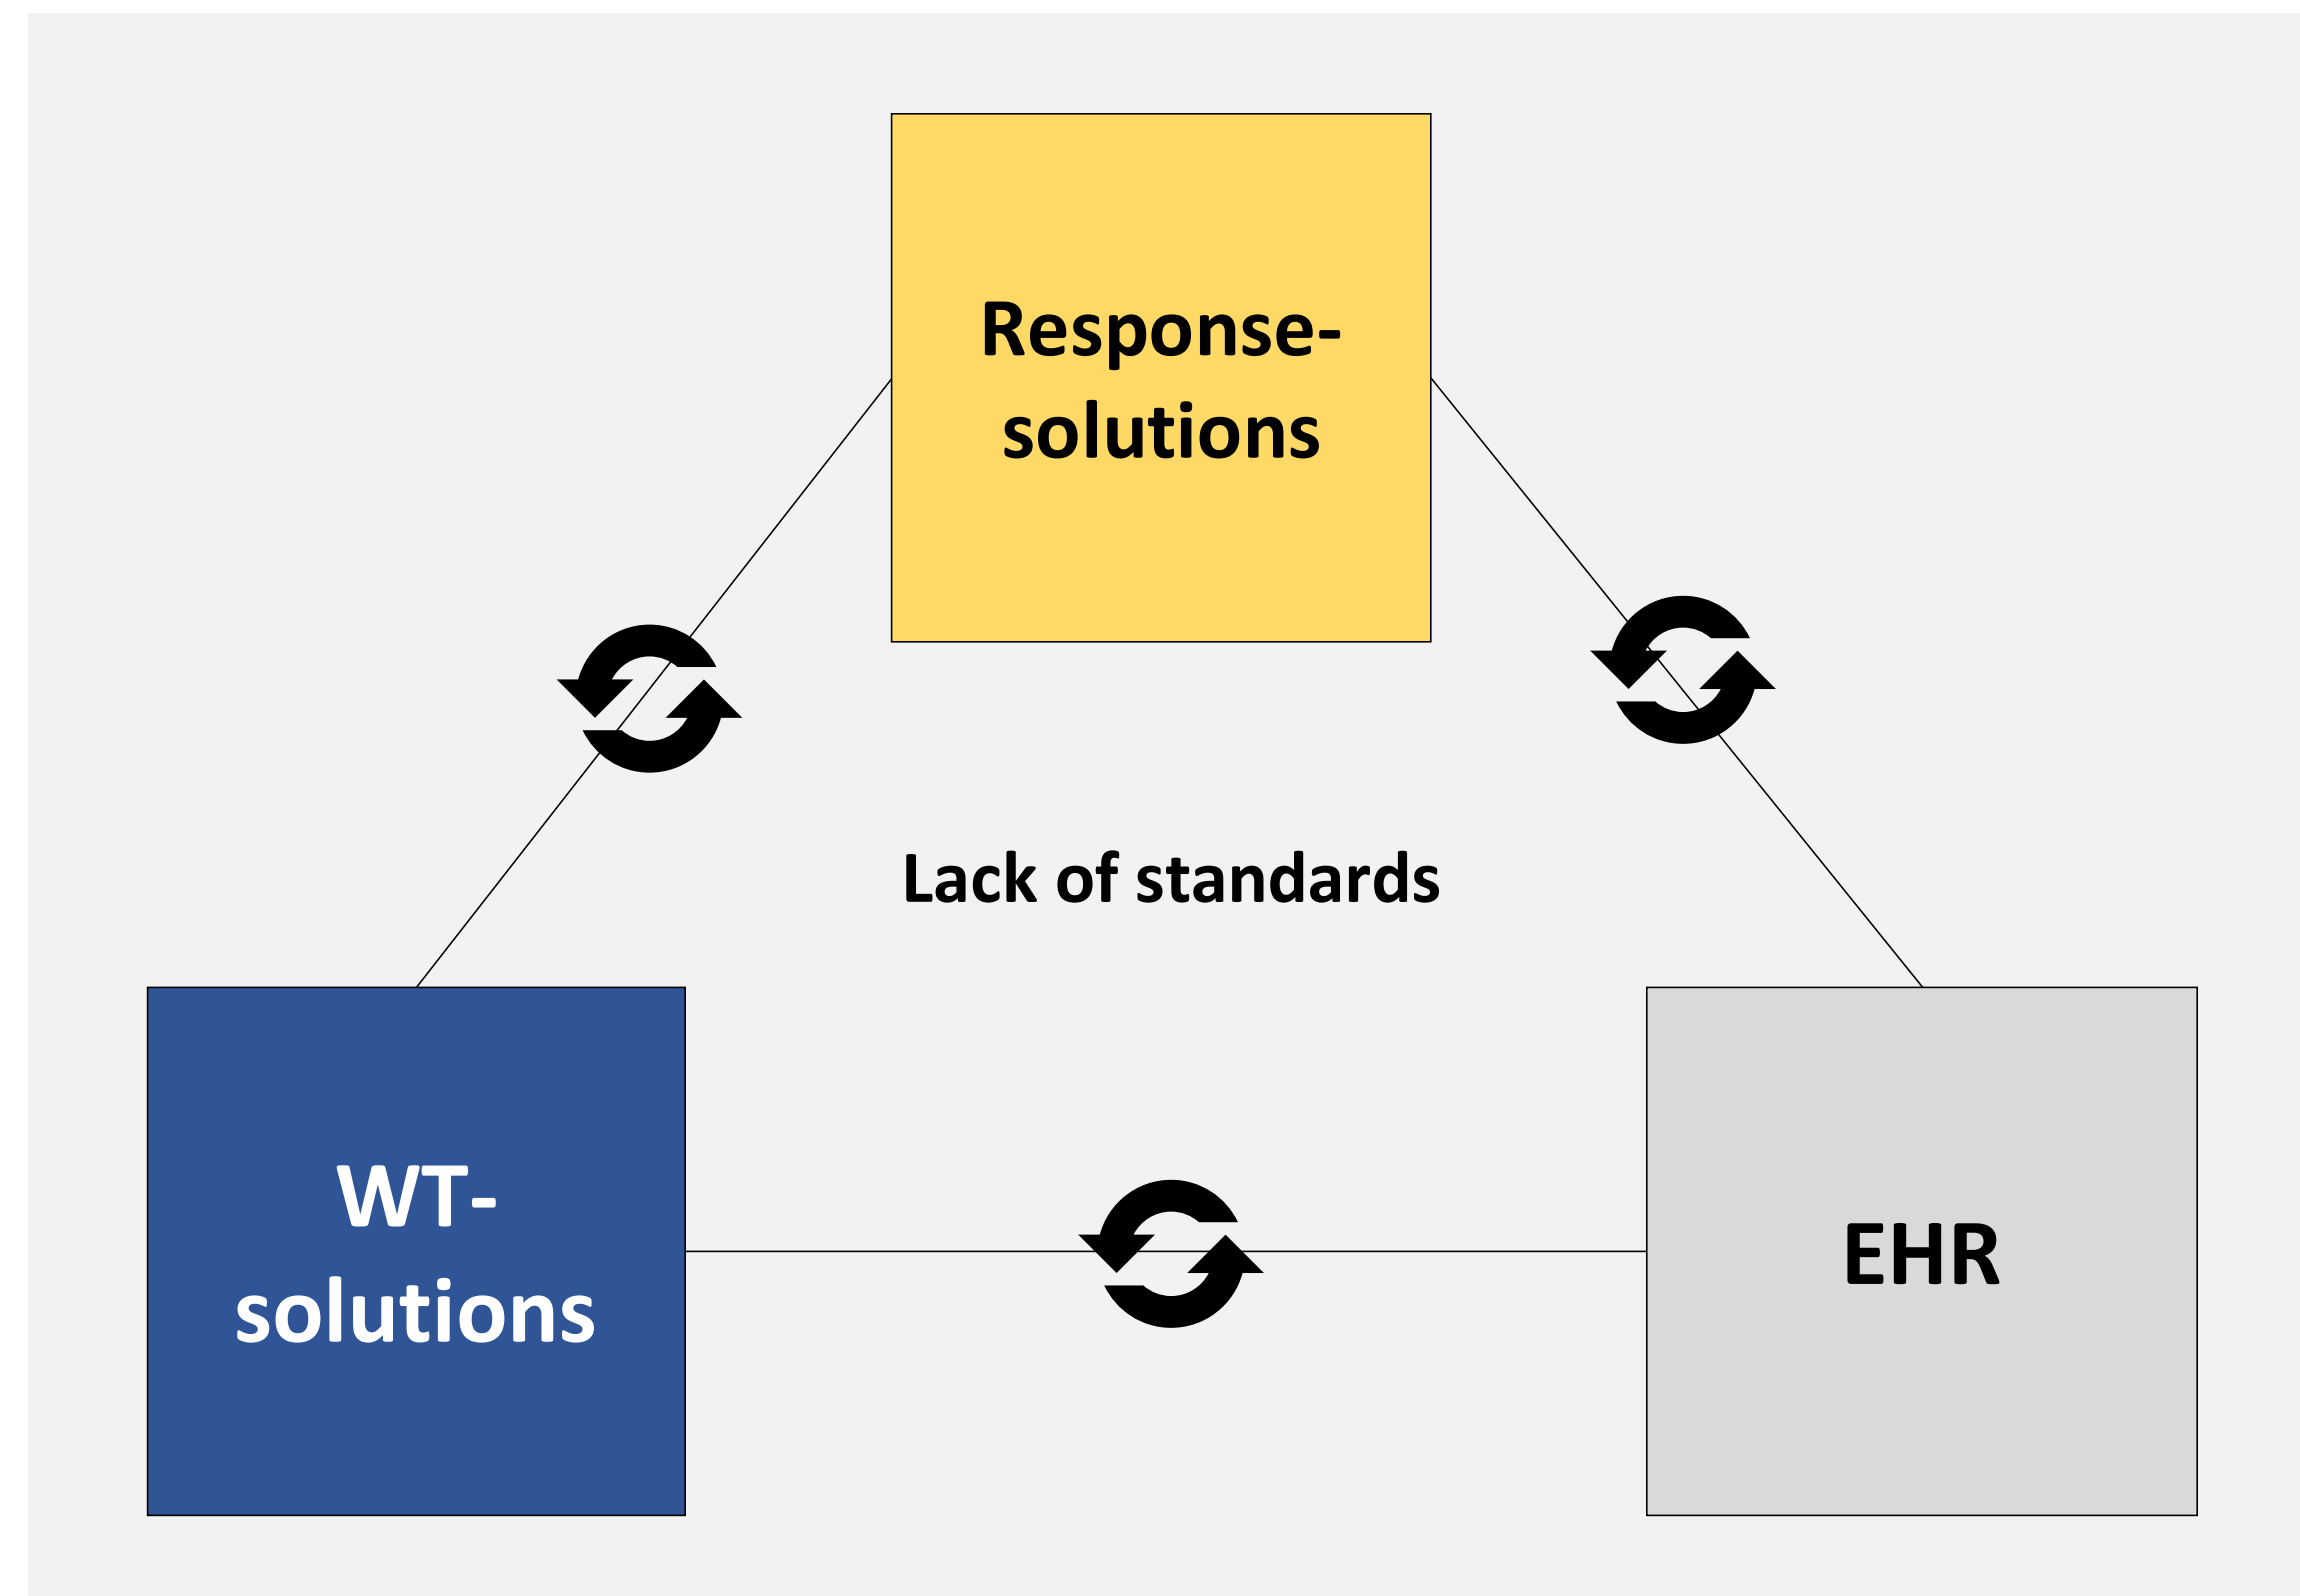 Response-
solutions
Lack of standards
WT-
solutions
EHR